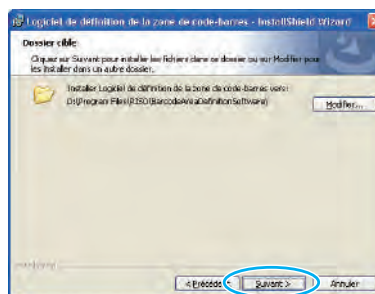 Logiciel de définition de la zone de code-barres - InstallShield Wizard
Dossier cible
Cliquez sur Suivant pour installer les fichiers dans ce dossier ou sur Modifier pour
les installer dans un autre dossier.
Installer Logiciel de définition de la zone de code-barres vers:
D:\Program Files\RISO\BarcodeAreaDefinitionSoftware\
Modifier...
InstallShield
< Précédent
Suivant >
Annuler